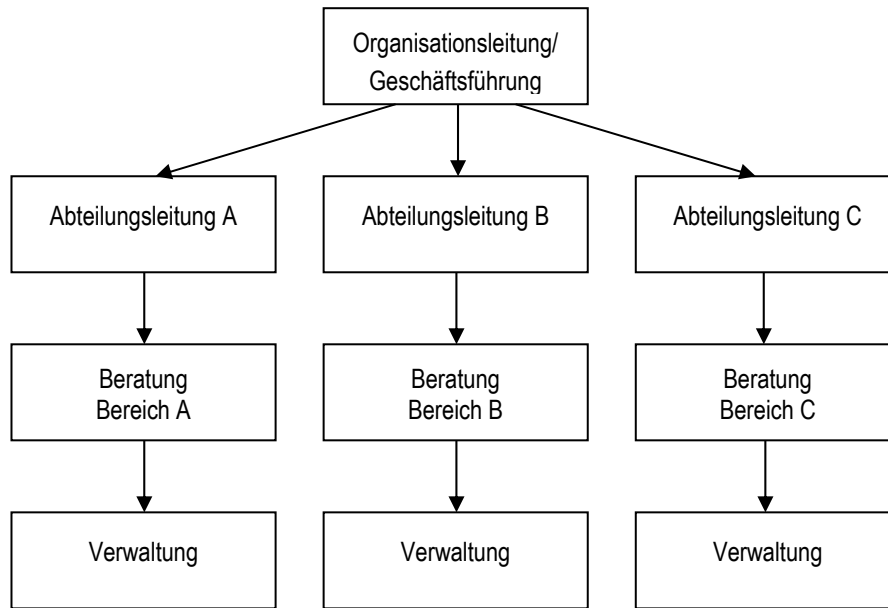 Organisationsleitung/
Geschäftsführung
Abteilungsleitung A
Abteilungsleitung B
Abteilungsleitung C
Beratung
Bereich A
Beratung
Bereich B
Beratung
Bereich C
Verwaltung
Verwaltung
Verwaltung